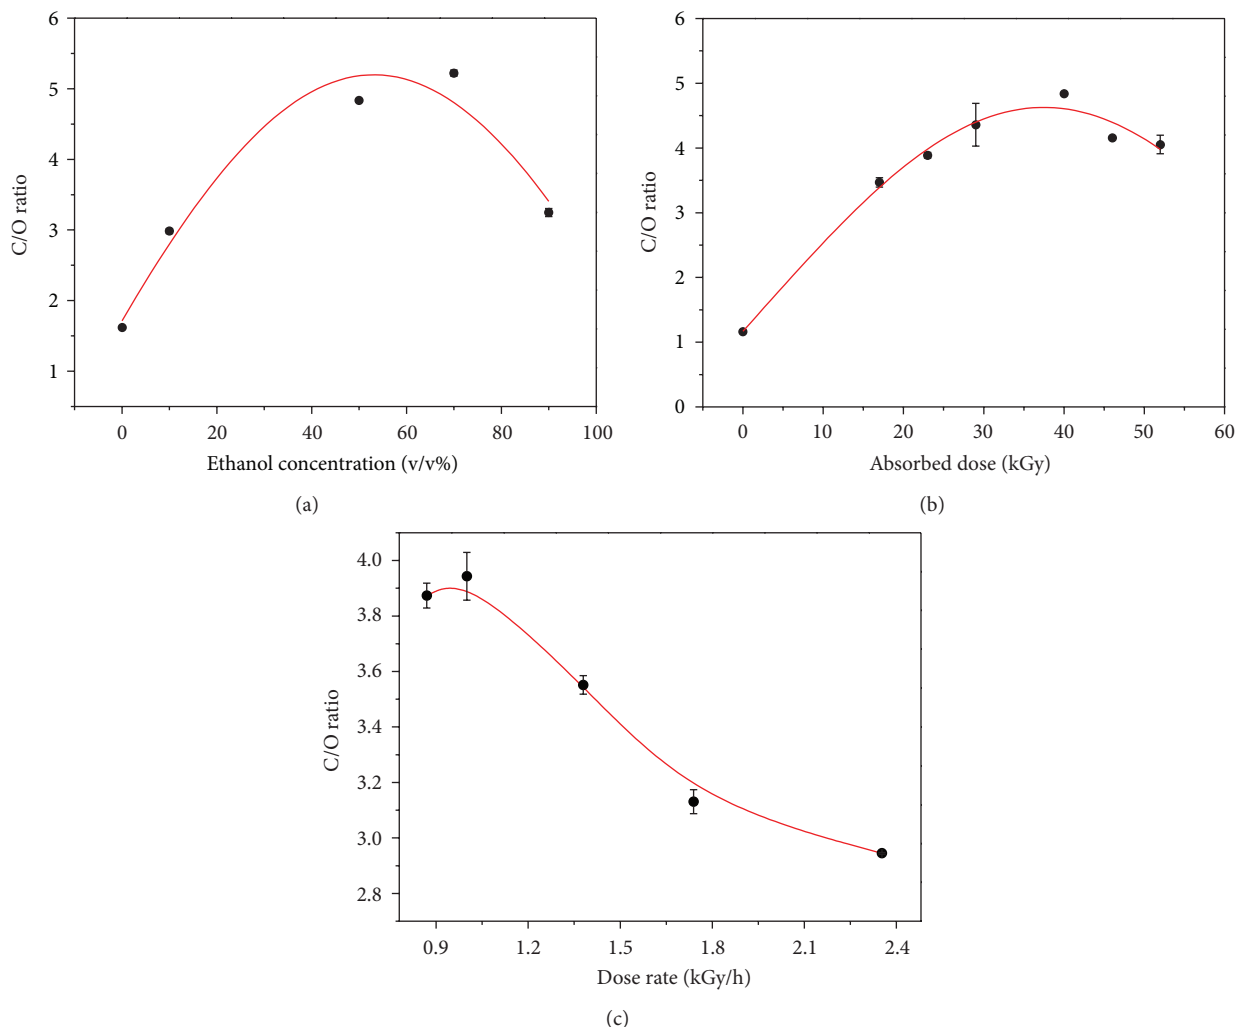 6
5
4
3
2
1
C/O ratio
0 20 40 60 80 100
Ethanol concentration (v/v%)
(a)
6
5
4
3
2
1
0
C/O ratio
0 10 20 30 40 50 60
Absorbed dose (kGy)
(b)
4.0
3.8
3.6
3.4
3.2
3.0
2.8
C/O ratio
0.9 1.2 1.5 1.8 2.1 2.4
Dose rate (kGy/h)
(c)